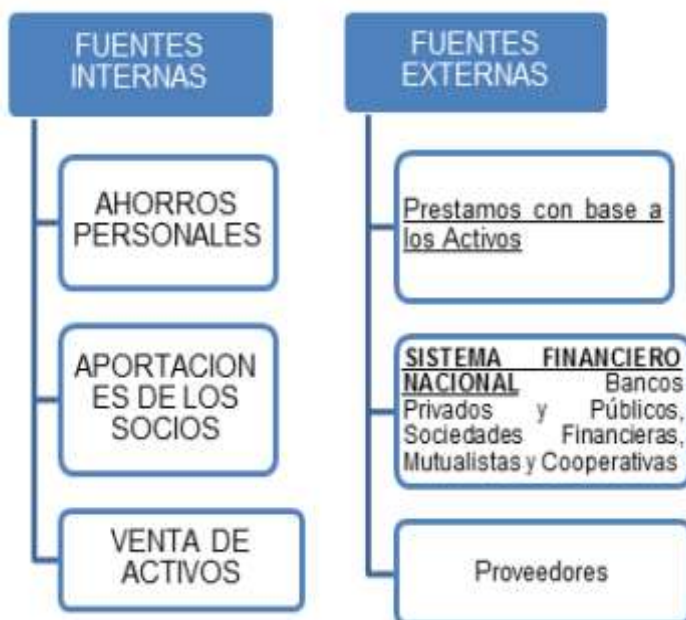 FUENTES
INTERNAS
AHORROS
PERSONALES
APORTACION
ES DE LOS
SOCIOS
VENTA DE
ACTIVOS
FUENTES
EXTERNAS
Prestamos con base a
los Activos
SISTEMA FINANCIERO
NACIONAL Bancos
Privados y Públicos,
Sociedades Financieras,
Mutualistas y Cooperativas
Proveedores